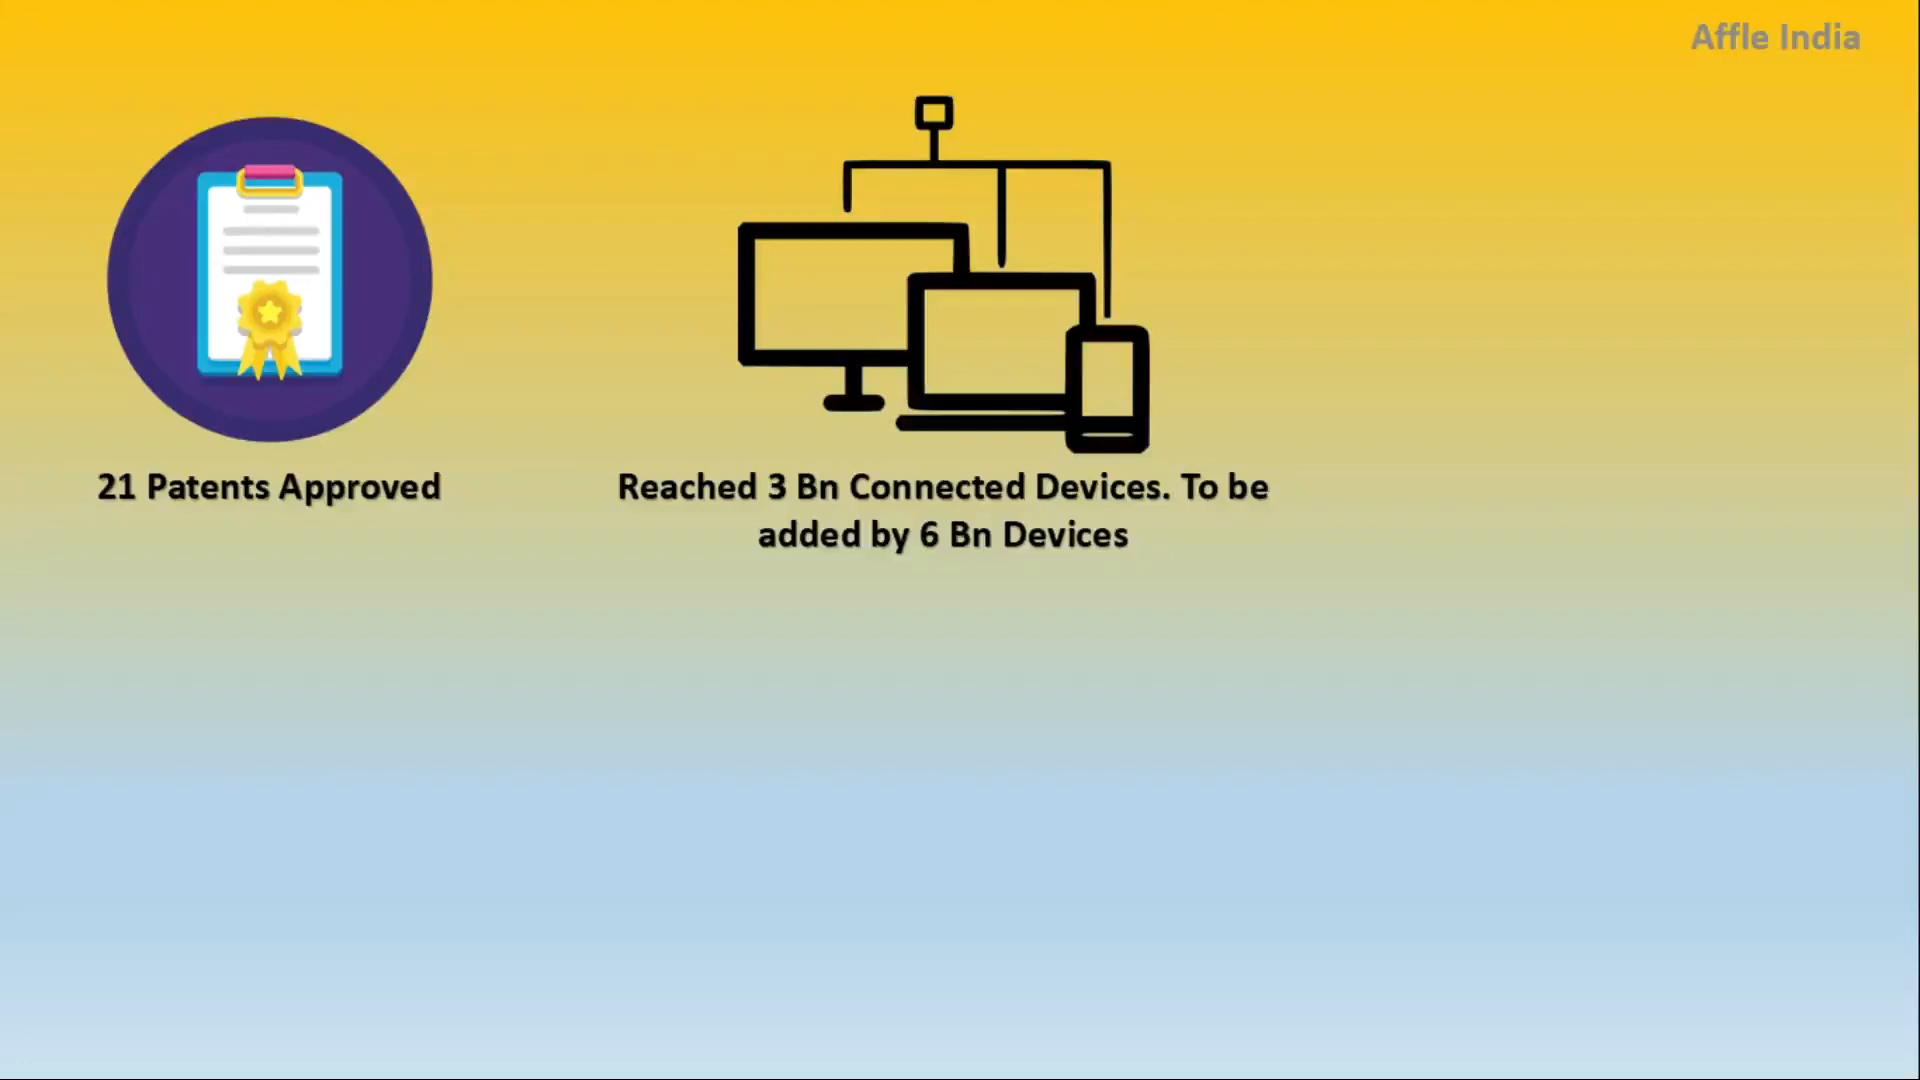 Affle India
21 Patents Approved
Reached 3 Bn Connected Devices. To be
added by 6 Bn Devices